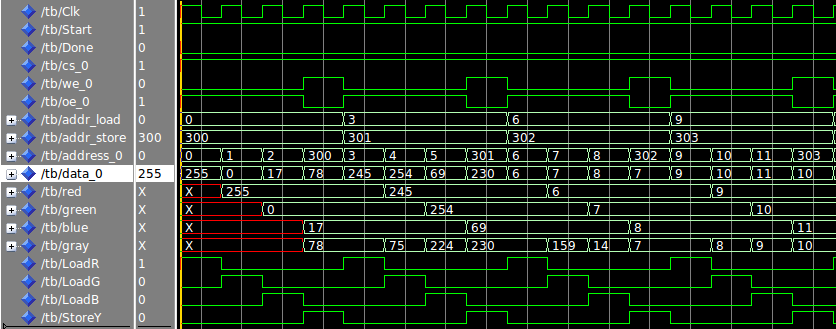 /tb/Clk 1
/tb/Start 1
/tb/Done 0
/tb/cs_0 1
/tb/we_0 0
/tb/oe_0 1
/tb/addr_load 0 0 3 6 9
/tb/addr_store 300 300 301 302 303
/tb/address_0 0 0 1 2 300 3 4 5 301 6 7 8 302 9 10 11 303
/tb/data_0 255 255 0 17 78 245 254 69 230 6 7 8 7 9 10 11 10
/tb/red X X 255 245 6 9
/tb/green X X 0 254 7 10
/tb/blue X X 17 69 8 11
/tb/gray X X 78 75 224 230 159 14 7 8 9 10
/tb/LoadR 1
/tb/LoadG 0
/tb/LoadB 0
/tb/StoreY 0